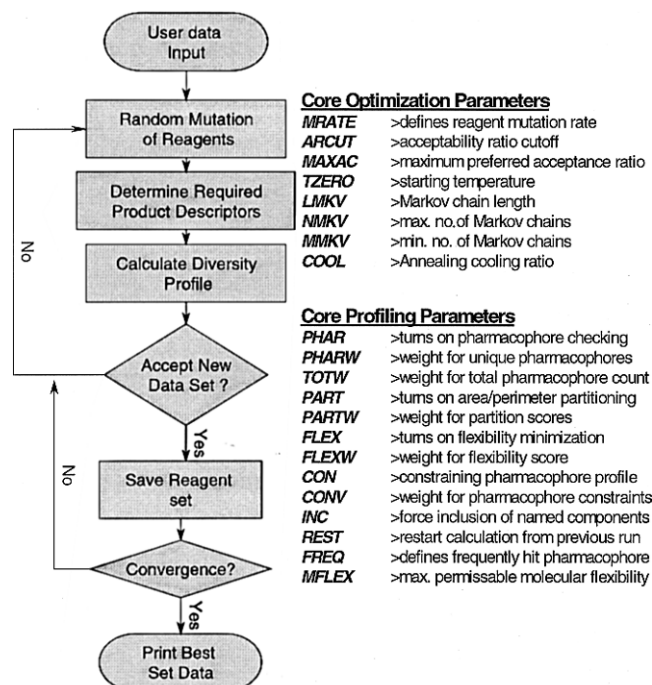 User data
Input
Random Mutation
of Reagents
Determine Required
Product Descriptors
Calculate Diversity
Profile
Accept New
Data Set ?
No
Yes
Save Reagent
set
No
Convergence?
Yes
Print Best
Set Data
Core Optimization Parameters
MRATE >defines reagent mutation rate
ARCUT >acceptability ratio cutoff
MAXAC >maximum preferred acceptance ratio
TZERO >starting temperature
LMKV >Markov chain length
NMKV >max. no.of Markov chains
MMKV >min. no. of Markov chains
COOL >Annealing cooling ratio
Core Profiling Parameters
PHAR >turns on pharmacophore checking
PHARW >weight for unique pharmacophores
TOTW >weight for total pharmacophore count
PART >turns on area/perimeter partitioning
PARTW >weight for partition scores
FLEX >turns on flexibility minimization
FLEXW >weight for flexibility score
CON >constraining pharmacophore profile
CONV >weight for pharmacophore constraints
INC >force inclusion of named components
REST >restart calculation from previous run
FREQ >defines frequently hit pharmacophore
MFLEX >max. permissable molecular flexibility